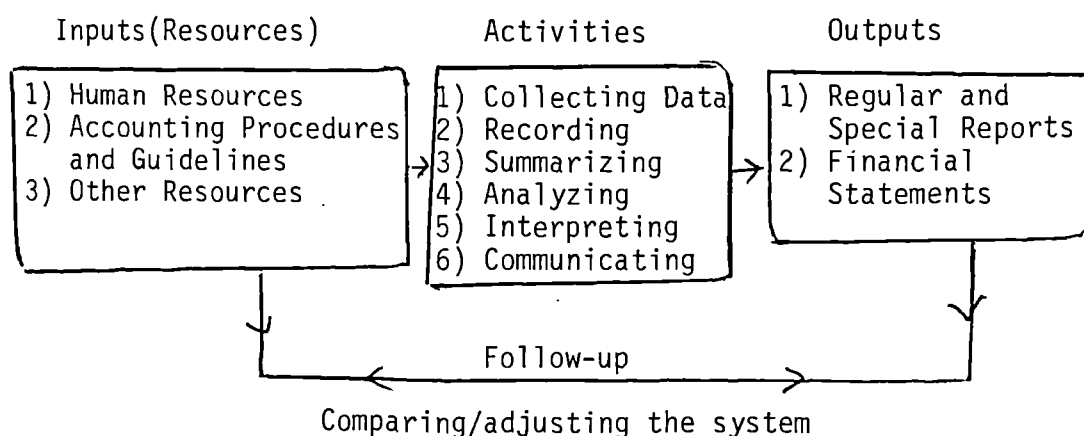 Inputs(Resources)
1) Human Resources
2) Accounting Procedures
and Guidelines
3) Other Resources
Activities
1) Collecting Data
2) Recording
3) Summarizing
4) Analyzing
5) Interpreting
6) Communicating
Outputs
1) Regular and
Special Reports
2) Financial
Statements
Follow-up
Comparing/adjusting the system